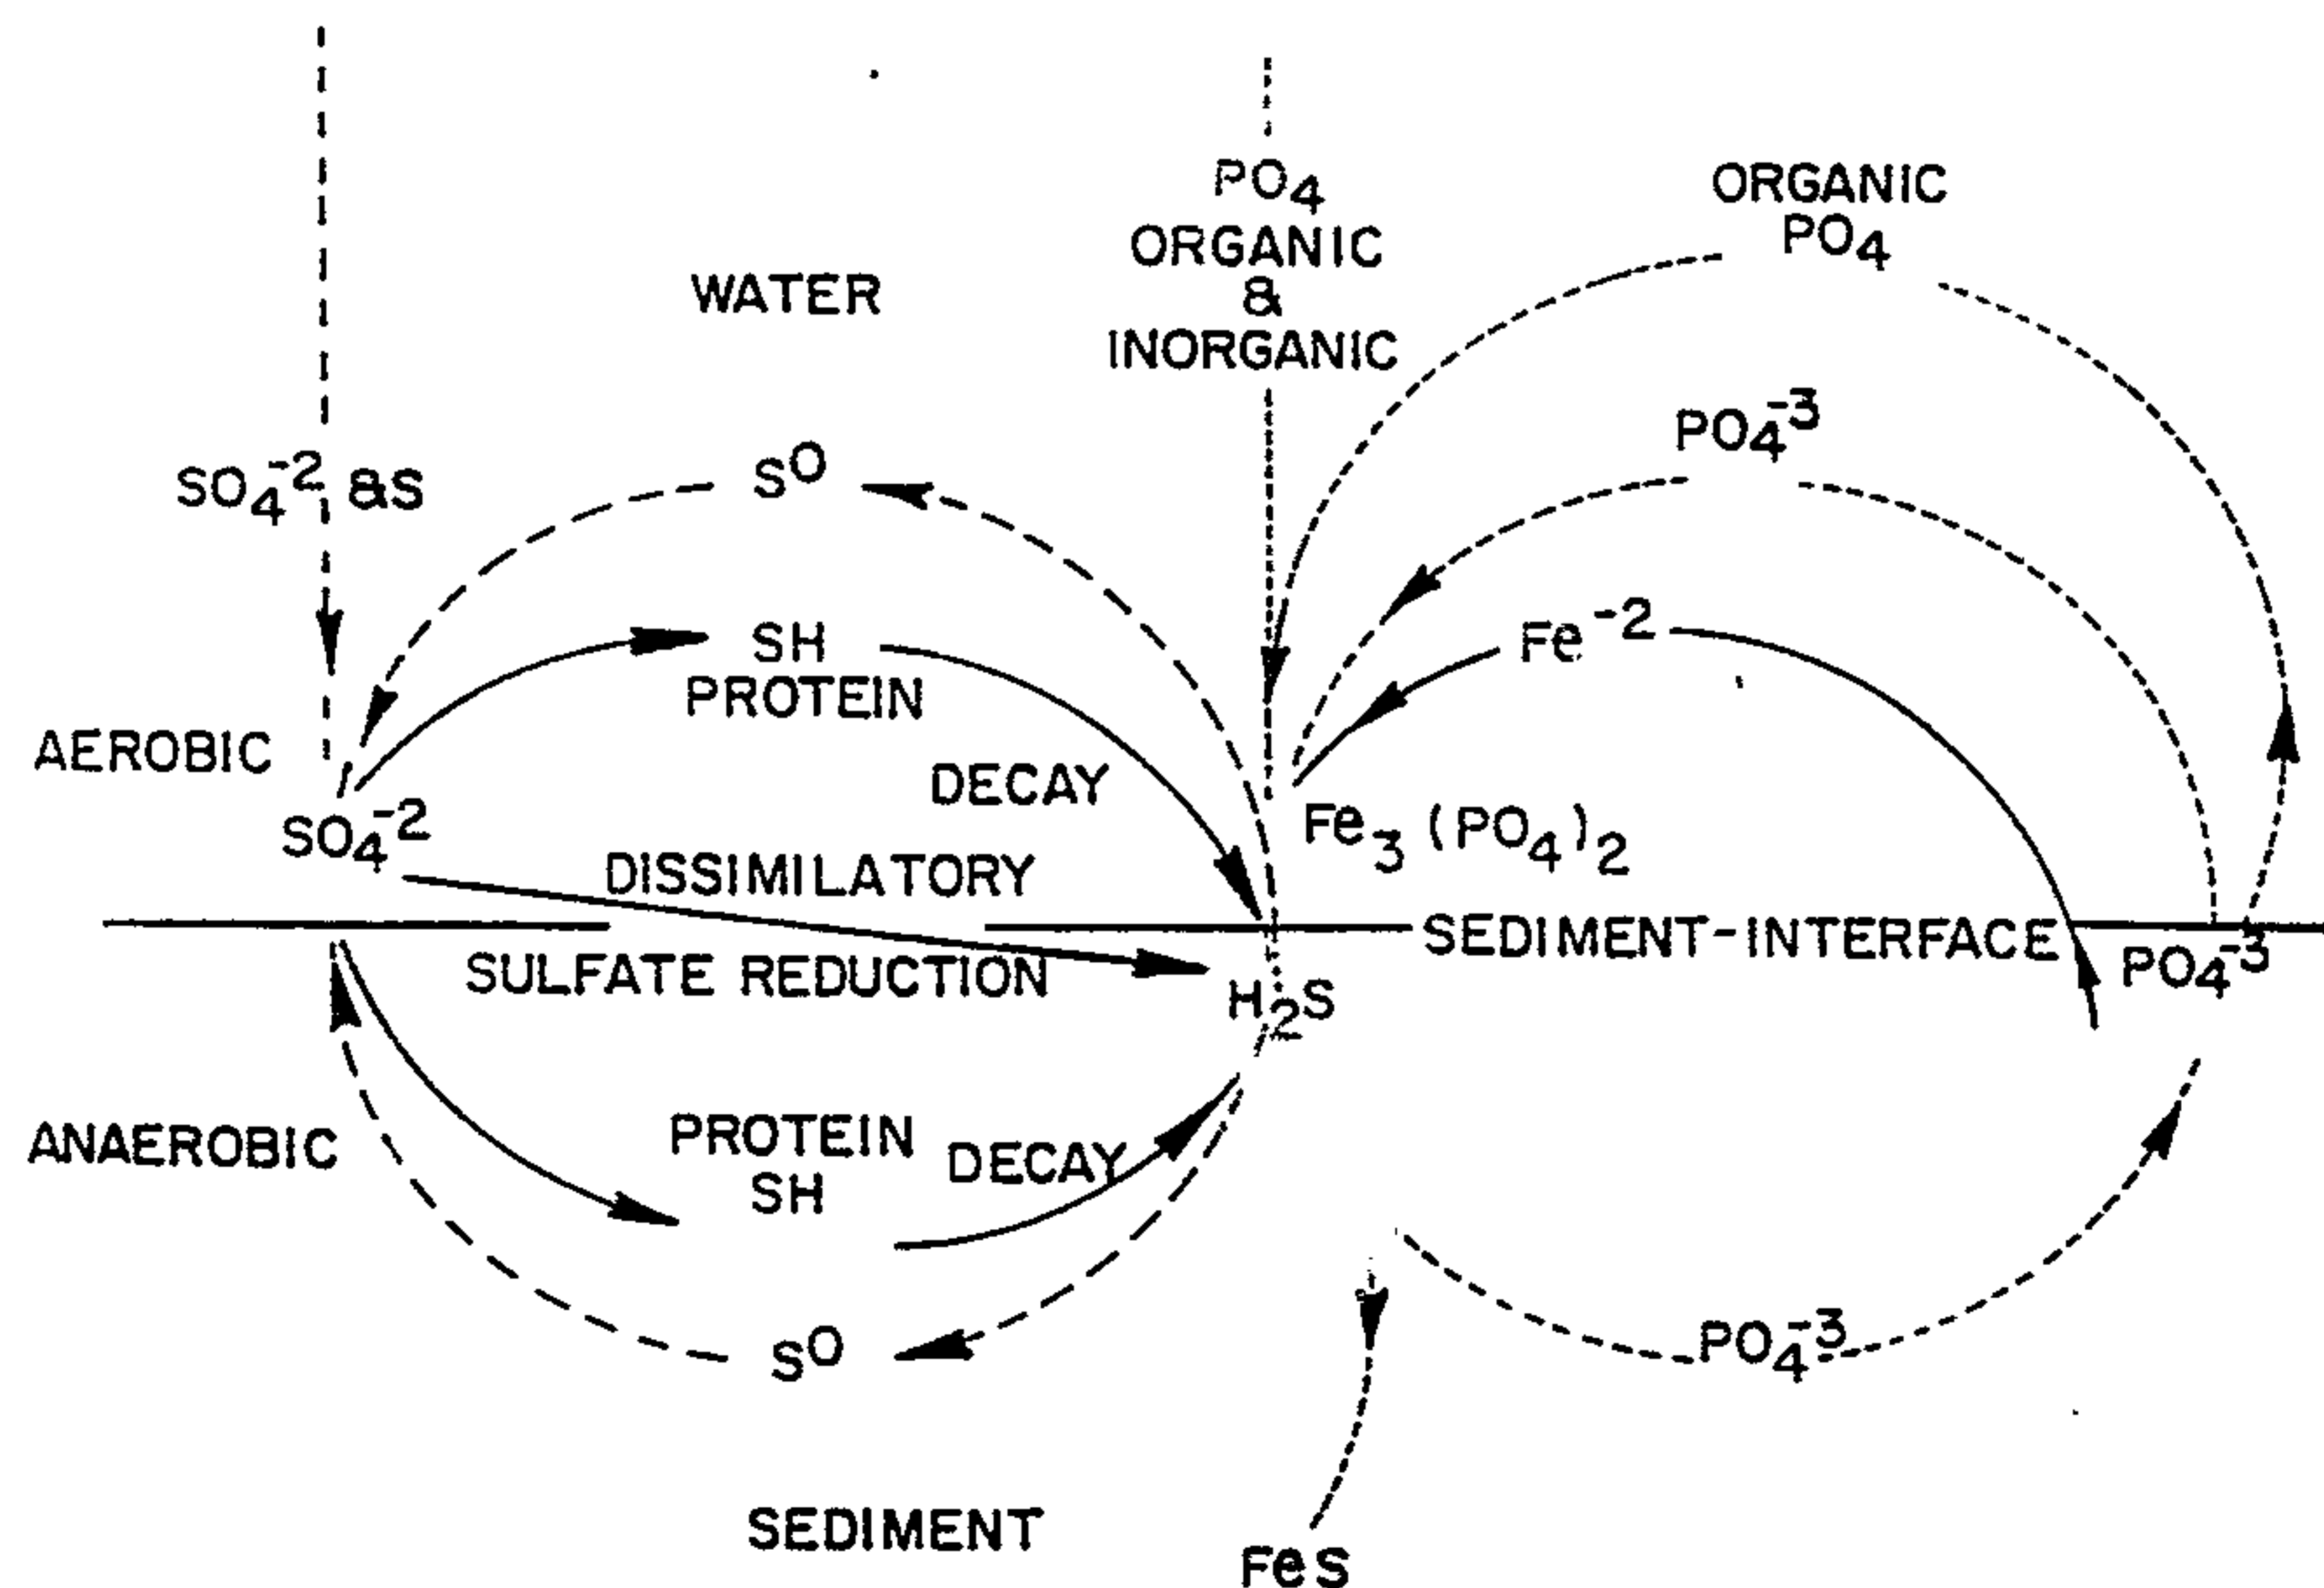 PO₄
ORGANIC
&
INORGANIC
ORGANIC
PO₄
WATER
PO₄⁻³
SO₄⁻² &S
S⁰
Fe⁻²
SH
PROTEIN
AEROBIC
DECAY
SO₄⁻²
Fe₃ (PO₄)₂
DISSIMILATORY
SEDIMENT-INTERFACE
SULFATE REDUCTION
PO₄⁻³
H₂S
ANAEROBIC
PROTEIN
SH
DECAY
S⁰
PO₄⁻³
SEDIMENT
FeS